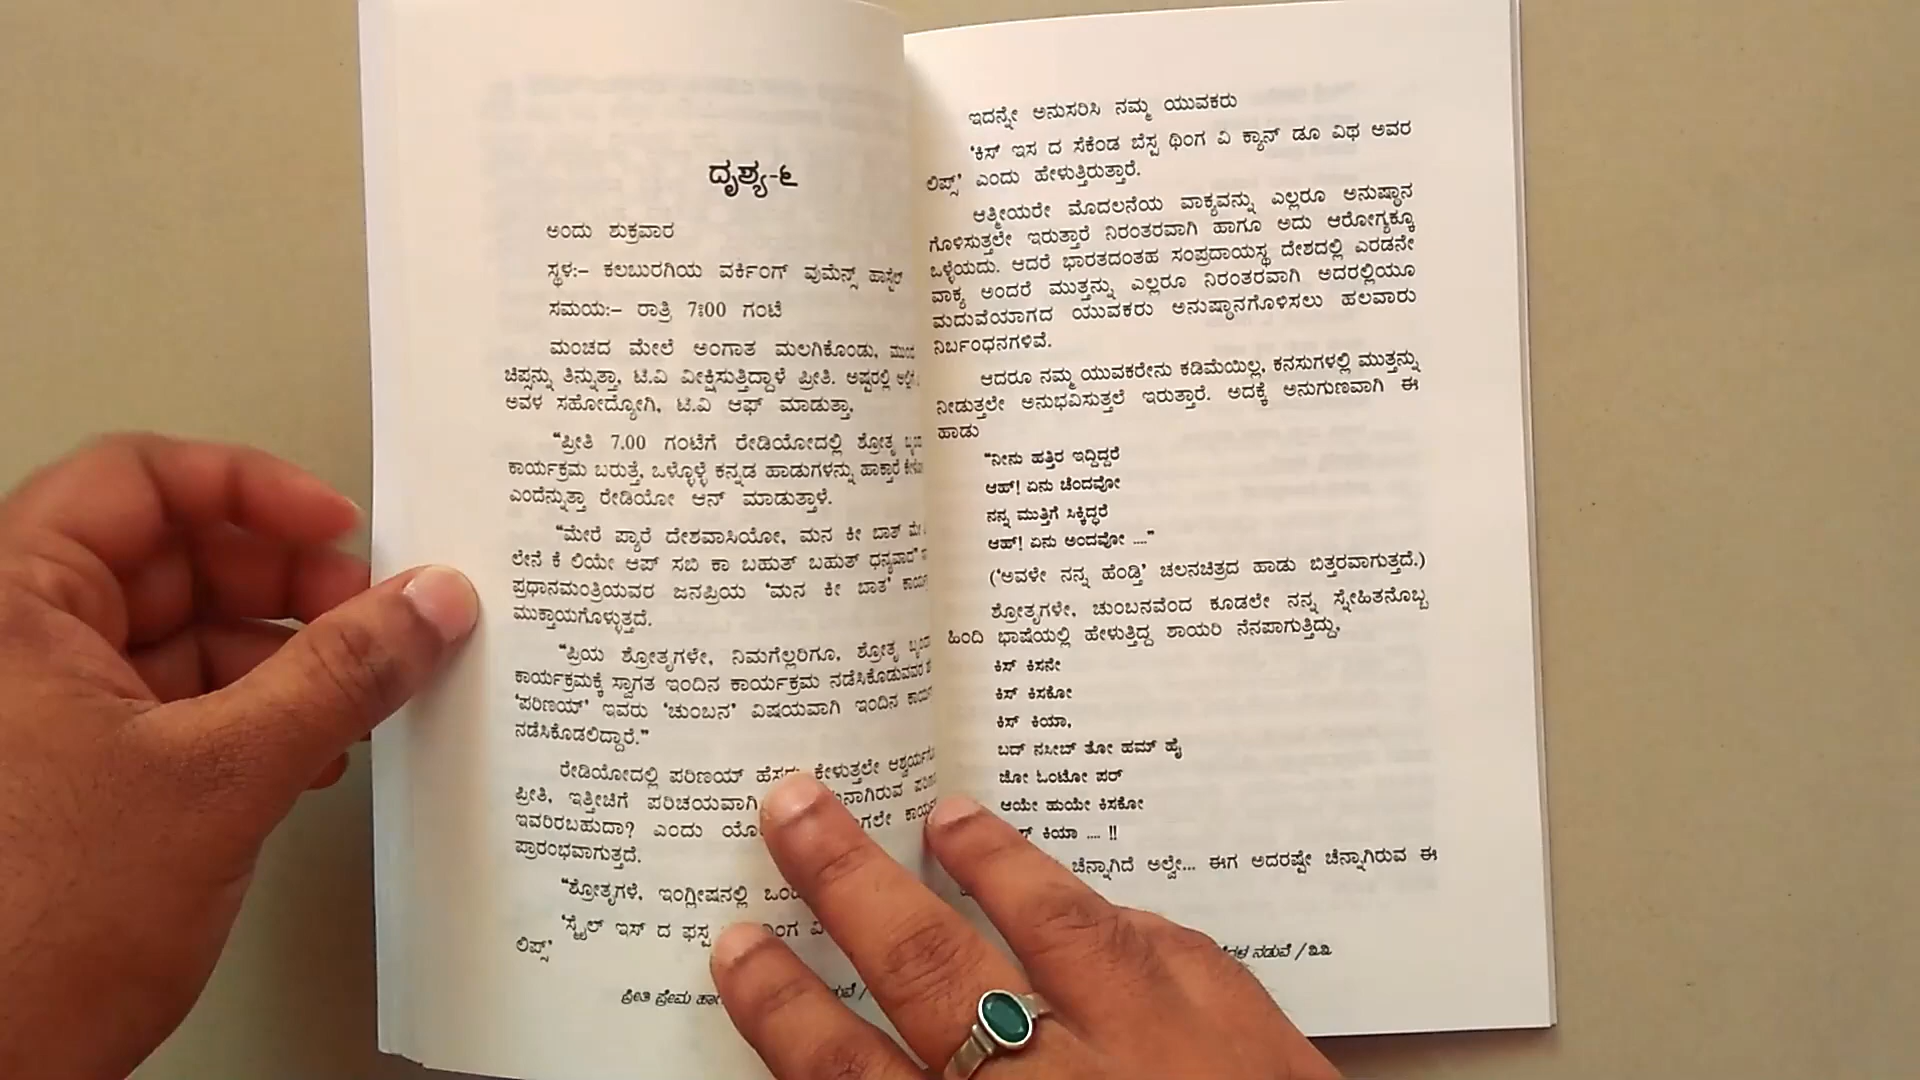 ದೃಶ್ಯ-೬
ಅಂದು ಶುಕ್ರವಾರ
ಸ್ಥಳ:– ಕಲಬುರಗಿಯ ವರ್ಕಿಂಗ್ ವುಮೆನ್ಸ್ ಹಾಸ್ಟೆಲ್
ಸಮಯ:– ರಾತ್ರಿ 7:00 ಗಂಟೆ
ಮಂಚದ ಮೇಲೆ ಅಂಗಾತ ಮಲಗಿಕೊಂಡು,
ಚಿಪ್ಸನ್ನು ತಿನ್ನುತ್ತಾ, ಟಿ.ವಿ ವೀಕ್ಷಿಸುತ್ತಿದ್ದಾಳೆ ಪ್ರೀತಿ. ಅಷ್ಟರಲ್ಲಿ
ಅವಳ ಸಹೋದ್ಯೋಗಿ, ಟಿ.ವಿ ಆಫ್ ಮಾಡುತ್ತಾ,
“ಪ್ರೀತಿ 7.00 ಗಂಟೆಗೆ ರೇಡಿಯೋದಲ್ಲಿ ಶ್ರೋತೃ
ಕಾರ್ಯಕ್ರಮ ಬರುತ್ತೆ, ಒಳ್ಳೊಳ್ಳೆ ಕನ್ನಡ ಹಾಡುಗಳನ್ನು ಹಾಕ್ತಾರೆ
ಎಂದೆನ್ನುತ್ತಾ ರೇಡಿಯೋ ಆನ್ ಮಾಡುತ್ತಾಳೆ.
“ಮೇರೆ ಪ್ಯಾರೆ ದೇಶವಾಸಿಯೋ, ಮನ ಕೀ ಬಾತ್
ಲೇನೆ ಕೆ ಲಿಯೇ ಆಪ್ ಸಬಿ ಕಾ ಬಹುತ್ ಬಹುತ್ ಧನ್ಯವಾದ”
ಪ್ರಧಾನಮಂತ್ರಿಯವರ ಜನಪ್ರಿಯ ‘ಮನ ಕೀ ಬಾತ’
ಮುಕ್ತಾಯಗೊಳ್ಳುತ್ತದೆ.
“ಪ್ರಿಯ ಶ್ರೋತೃಗಳೇ, ನಿಮಗೆಲ್ಲರಿಗೂ, ಶ್ರೋತೃ
ಕಾರ್ಯಕ್ರಮಕ್ಕೆ ಸ್ವಾಗತ ಇಂದಿನ ಕಾರ್ಯಕ್ರಮ ನಡೆಸಿಕೊಡುವವರ
‘ಪರಿಣಯ್’ ಇವರು ‘ಚುಂಬನ’ ವಿಷಯವಾಗಿ ಇಂದಿನ
ನಡೆಸಿಕೊಡಲಿದ್ದಾರೆ.”
ರೇಡಿಯೋದಲ್ಲಿ ಪರಿಣಯ್ ಹೆಸರು ಕೇಳುತ್ತಲೇ
ಪ್ರೀತಿ, ಇತ್ತೀಚಿಗೆ ಪರಿಚಯವಾಗಿ
ಇವರಿರಬಹುದಾ? ಎಂದು
ಪ್ರಾರಂಭವಾಗುತ್ತದೆ.
“ಶ್ರೋತೃಗಳೆ, ಇಂಗ್ಲೀಷನಲ್ಲಿ
‘ಸ್ಮೈಲ್ ಇಸ್ ದ ಫಸ್ಟ
ಲಿಪ್ಸ್’
ಪ್ರೀತಿ ಪ್ರೇಮ
ಇದನ್ನೇ ಅನುಸರಿಸಿ ನಮ್ಮ ಯುವಕರು
‘ಕಿಸ್ ಇಸ ದ ಸೆಕೆಂಡ ಬೆಸ್ಟ ಥಿಂಗ ವಿ ಕ್ಯಾನ್ ಡೂ ವಿಥ ಅವರ
ಲಿಪ್ಸ್’ ಎಂದು ಹೇಳುತ್ತಿರುತ್ತಾರೆ.
ಆತ್ಮೀಯರೇ ಮೊದಲನೆಯ ವಾಕ್ಯವನ್ನು ಎಲ್ಲರೂ ಅನುಷ್ಠಾನ
ಗೊಳಿಸುತ್ತಲೇ ಇರುತ್ತಾರೆ ನಿರಂತರವಾಗಿ ಹಾಗೂ ಅದು ಆರೋಗ್ಯಕ್ಕೂ
ಒಳ್ಳೆಯದು. ಆದರೆ ಭಾರತದಂತಹ ಸಂಪ್ರದಾಯಸ್ಥ ದೇಶದಲ್ಲಿ ಎರಡನೇ
ವಾಕ್ಯ ಅಂದರೆ ಮುತ್ತನ್ನು ಎಲ್ಲರೂ ನಿರಂತರವಾಗಿ ಅದರಲ್ಲಿಯೂ
ಮದುವೆಯಾಗದ ಯುವಕರು ಅನುಷ್ಠಾನಗೊಳಿಸಲು ಹಲವಾರು
ನಿರ್ಬಂಧನಗಳಿವೆ.
ಆದರೂ ನಮ್ಮ ಯುವಕರೇನು ಕಡಿಮೆಯಿಲ್ಲ, ಕನಸುಗಳಲ್ಲಿ ಮುತ್ತನ್ನು
ನೀಡುತ್ತಲೇ ಅನುಭವಿಸುತ್ತಲೆ ಇರುತ್ತಾರೆ. ಅದಕ್ಕೆ ಅನುಗುಣವಾಗಿ ಈ
ಹಾಡು
“ನೀನು ಹತ್ತಿರ ಇದ್ದಿದ್ದರೆ
ಆಹ್! ಏನು ಚೆಂದವೋ
ನನ್ನ ಮುತ್ತಿಗೆ ಸಿಕ್ಕಿದ್ದರೆ
ಆಹ್! ಏನು ಅಂದವೋ ....”
(‘ಅವಳೇ ನನ್ನ ಹೆಂಡ್ತಿ’ ಚಲನಚಿತ್ರದ ಹಾಡು ಬಿತ್ತರವಾಗುತ್ತದೆ.)
ಶ್ರೋತೃಗಳೇ, ಚುಂಬನವೆಂದ ಕೂಡಲೇ ನನ್ನ ಸ್ನೇಹಿತನೊಬ್ಬ
ಹಿಂದಿ ಭಾಷೆಯಲ್ಲಿ ಹೇಳುತ್ತಿದ್ದ ಶಾಯರಿ ನೆನಪಾಗುತ್ತಿದ್ದು,
ಕಿಸ್ ಕಿಸನೇ
ಕಿಸ್ ಕಿಸಕೋ
ಕಿಸ್ ಕಿಯಾ,
ಬದ್ ನಸೀಬ್ ತೋ ಹಮ್ ಹೈ
ಜೋ ಓಂಟೋ ಪರ್
ಆಯೇ ಹುಯೇ ಕಿಸಕೋ
ಕಿಯಾ .... !!
ಚೆನ್ನಾಗಿದೆ ಅಲ್ವೇ... ಈಗ ಅದರಷ್ಟೇ ಚೆನ್ನಾಗಿರುವ ಈ
ನಡುವೆ / ೩೩